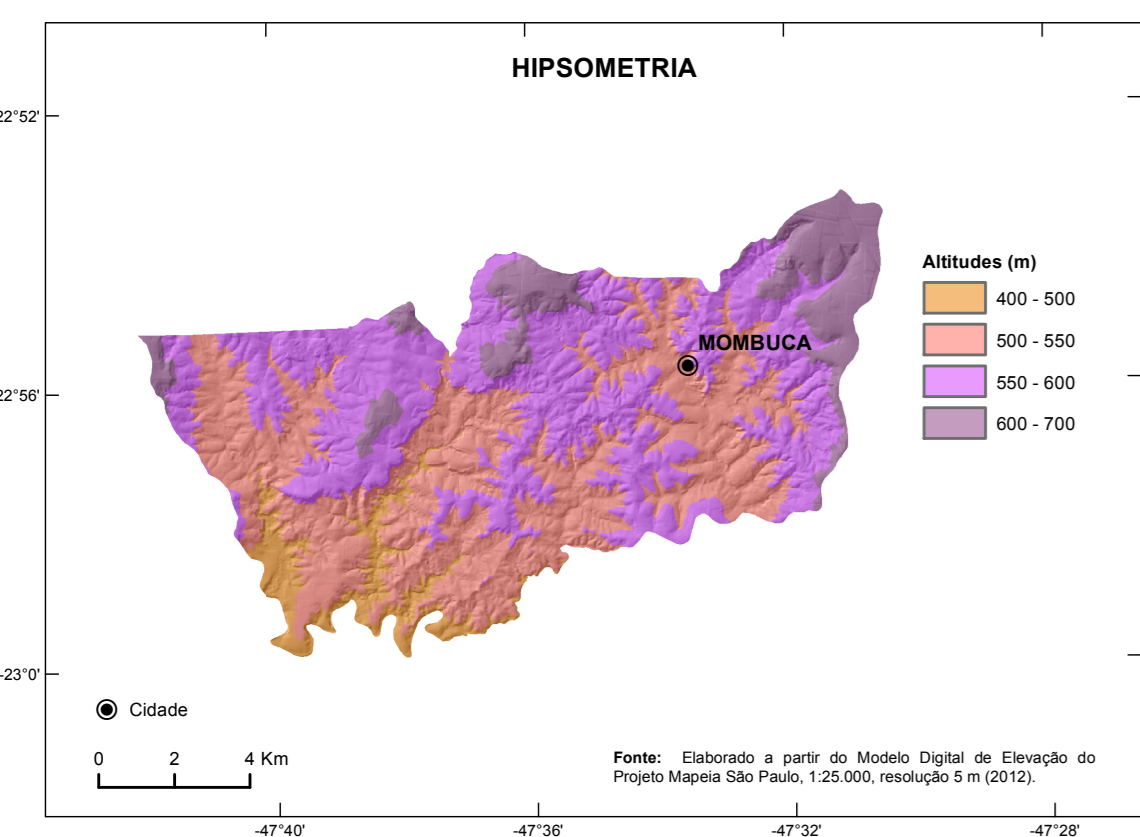 HIPSOMETRIA
22°52'
Altitudes (m)
400 - 500
500 - 550
MOMBUCA
550 - 600
22°56'
600 - 700
-23°0'
Cidade
0 2 4 Km
Fonte: Elaborado a partir do Modelo Digital de Elevação do
Projeto Mapeia São Paulo, 1:25.000, resolução 5 m (2012).
-47°40' -47°36' -47°32' -47°28'